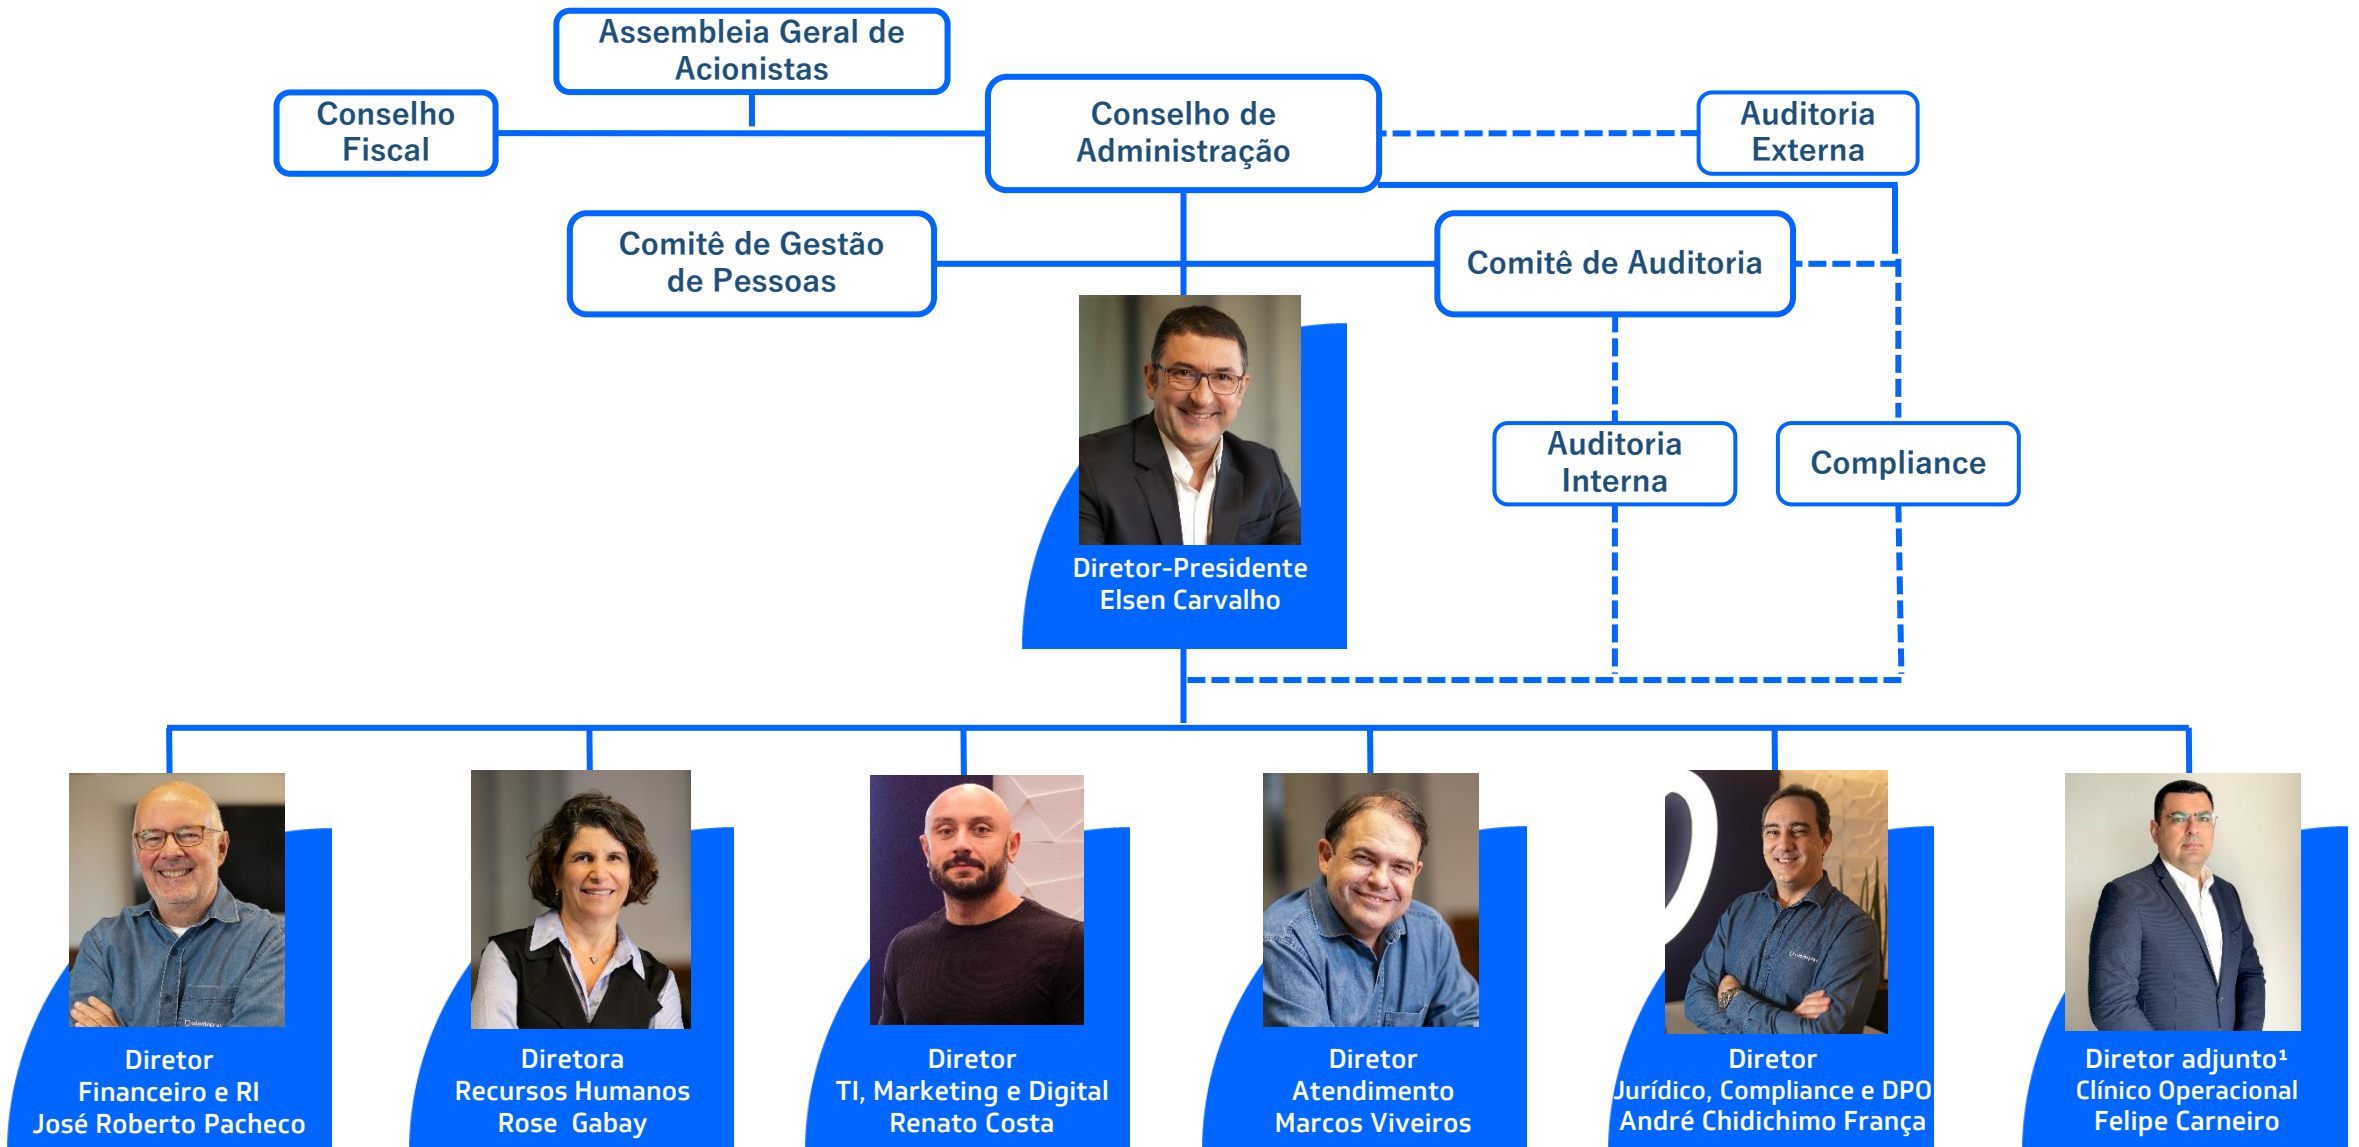 Assembleia Geral de
Acionistas
Conselho
Fiscal
Conselho de
Administração
Auditoria
Externa
Comitê de Gestão
de Pessoas
Comitê de Auditoria
Auditoria
Interna
Compliance
Diretor-Presidente
Elsen Carvalho
Diretor
Financeiro e RI
José Roberto Pacheco
Diretora
Recursos Humanos
Rose Gabay
Diretor
TI, Marketing e Digital
Renato Costa
Diretor
Atendimento
Marcos Viveiros
Diretor
Jurídico, Compliance e DPO
André Chidichimo França
Diretor adjunto¹
Clínico Operacional
Felipe Carneiro